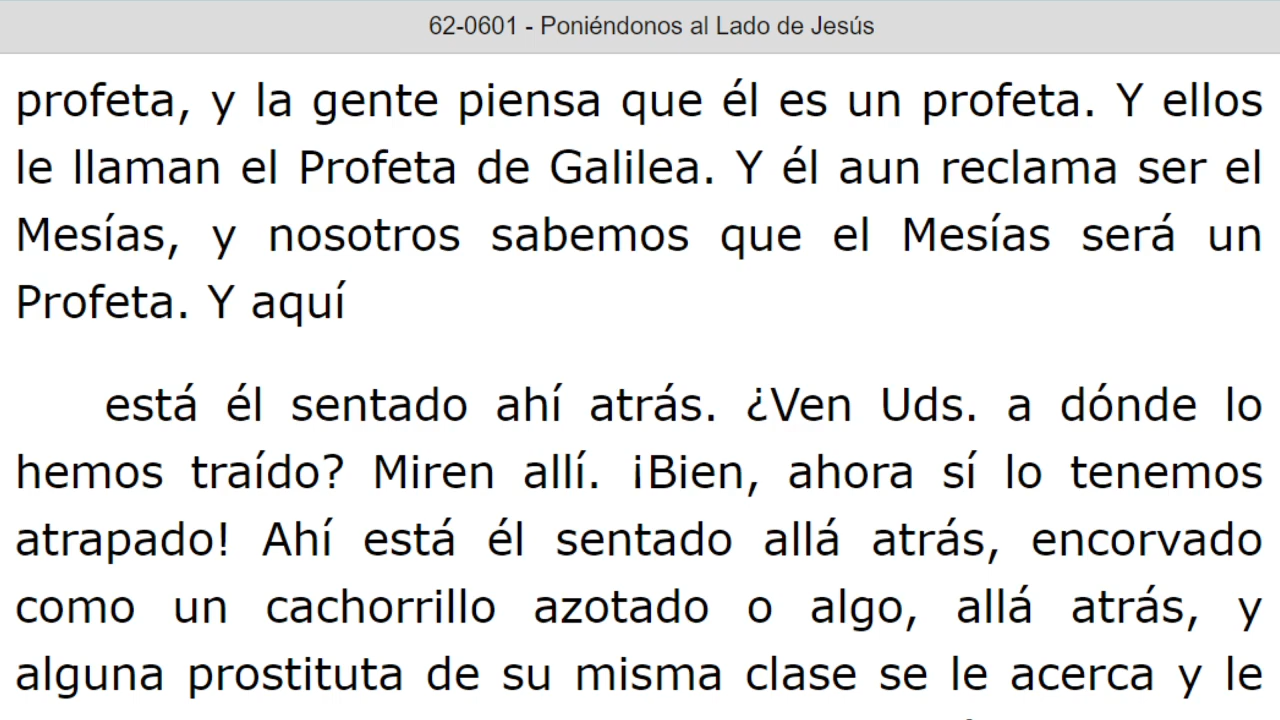 62-0601 - Poniéndonos al Lado de Jesús
profeta, y la gente piensa que él es un profeta. Y ellos
le llaman el Profeta de Galilea. Y él aun reclama ser el
Mesías, y nosotros sabemos que el Mesías será un
Profeta. Y aquí
está él sentado ahí atrás. ¿Ven Uds. a dónde lo
hemos traído? Miren allí. ¡Bien, ahora sí lo tenemos
atrapado! Ahí está él sentado allá atrás, encorvado
como un cachorrillo azotado o algo, allá atrás, y
alguna prostituta de su misma clase se le acerca y le